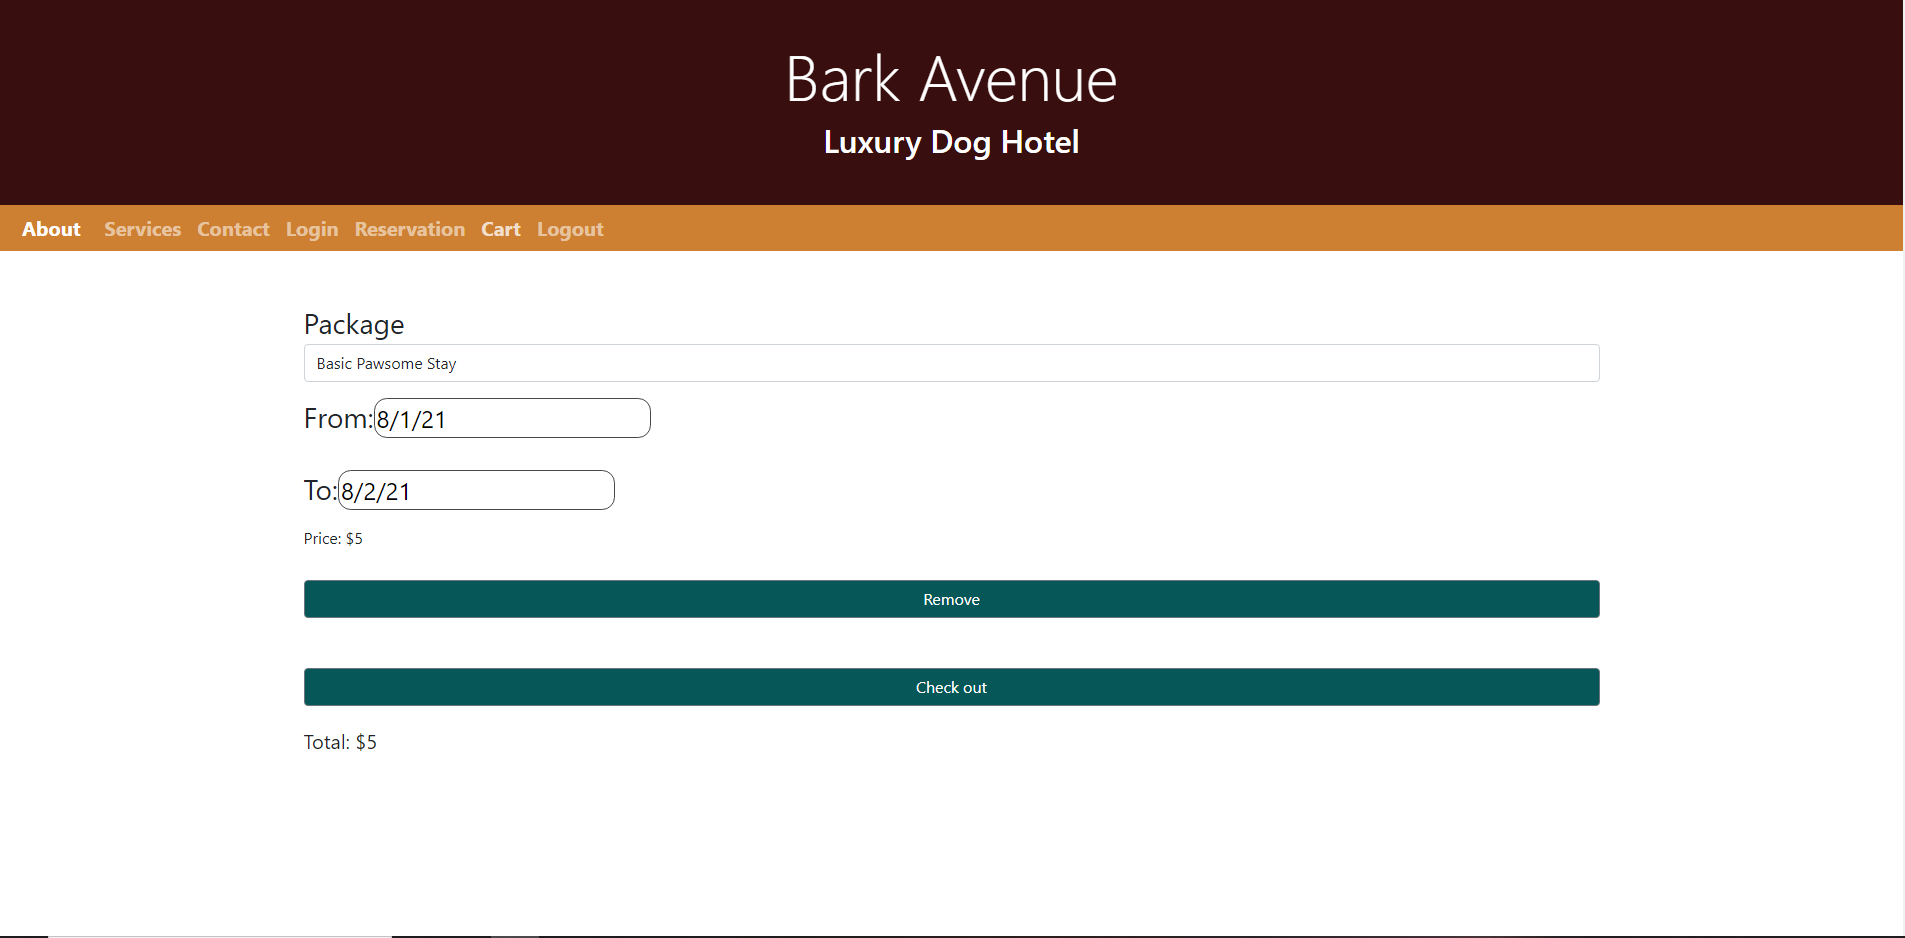 Bark Avenue
Luxury Dog Hotel
About Services Contact Login Reservation Cart Logout
Package
Basic Pawsome Stay
From:8/1/21
To:8/2/21
Price: $5
Remove
Check out
Total: $5